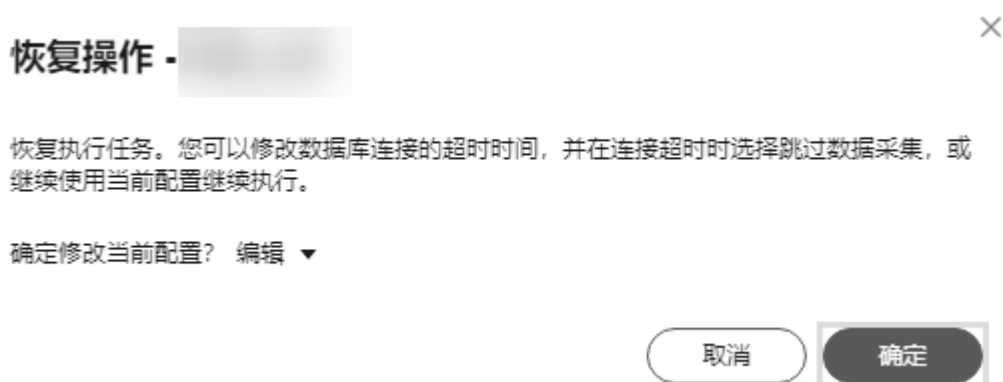 恢复操作 -
恢复执行任务。您可以修改数据库连接的超时时间，并在连接超时时选择跳过数据采集，或
继续使用当前配置继续执行。
确定修改当前配置？ 编辑
取消
确定